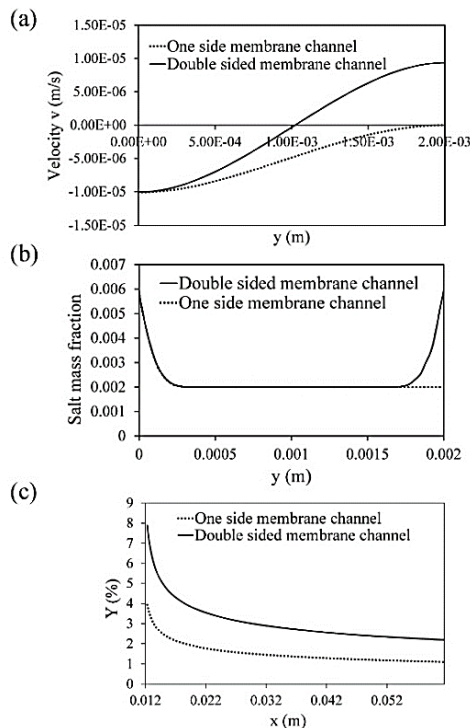 (a)
1.50E-05
One side membrane channel
Double sided membrane channel
1.00E-05
5.00E-06
0.00E+00
0.00E+00 5.00E-04 1.00E-03 1.50E-03 2.00E-03
-5.00E-06
-1.00E-05
-1.50E-05
Velocity v (m/s)
y (m)
(b)
0.007
Double sided membrane channel
0.006
One side membrane channel
0.005
0.004
0.003
0.002
0.001
0
Salt mass fraction
0 0.0005 0.001 0.0015 0.002
y (m)
(c)
9
One side membrane channel
8
Double sided membrane channel
7
6
5
4
3
2
1
0
Y (%)
0.012 0.022 0.032 0.042 0.052
x (m)